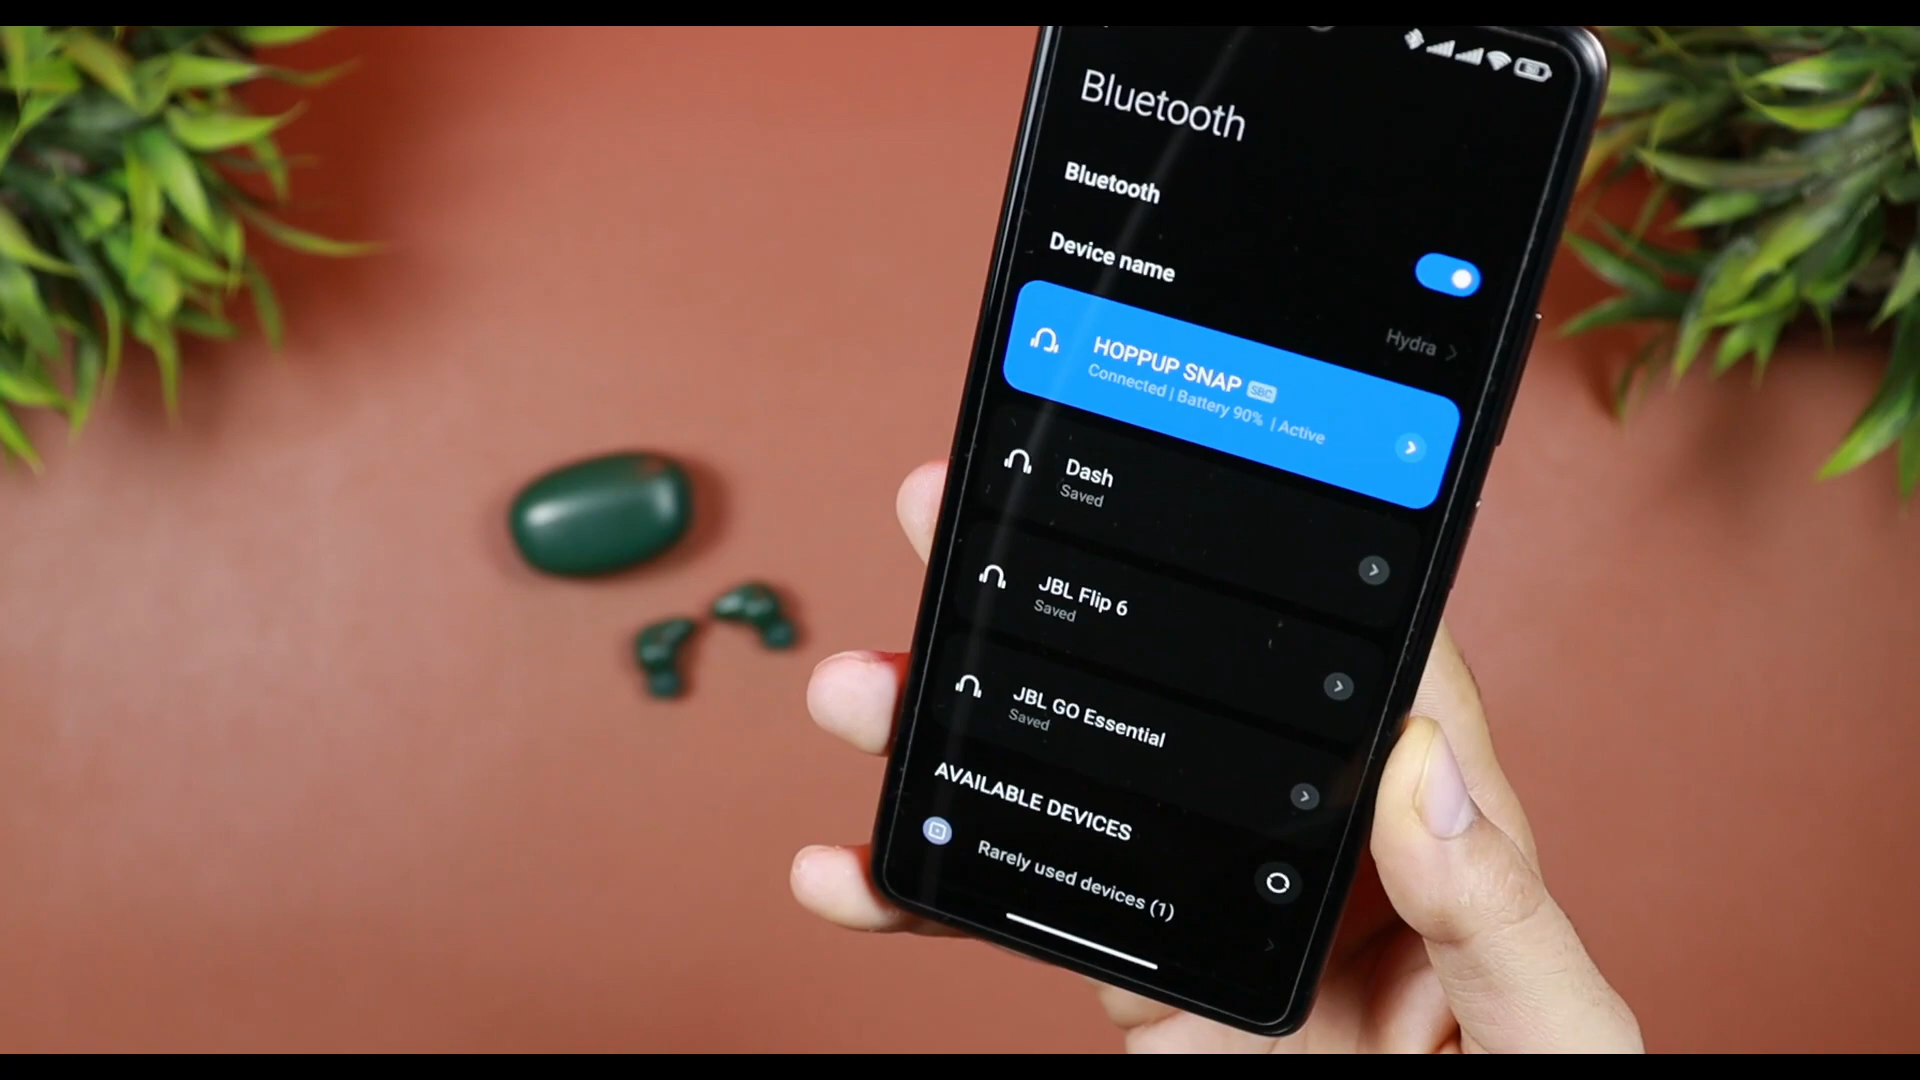 Bluetooth
Bluetooth
Device name
Hydra
HOPPUP SNAP SBC
Connected | Battery 90% | Active
Dash
Saved
JBL Flip 6
Saved
JBL GO Essential
Saved
AVAILABLE DEVICES
Rarely used devices (1)